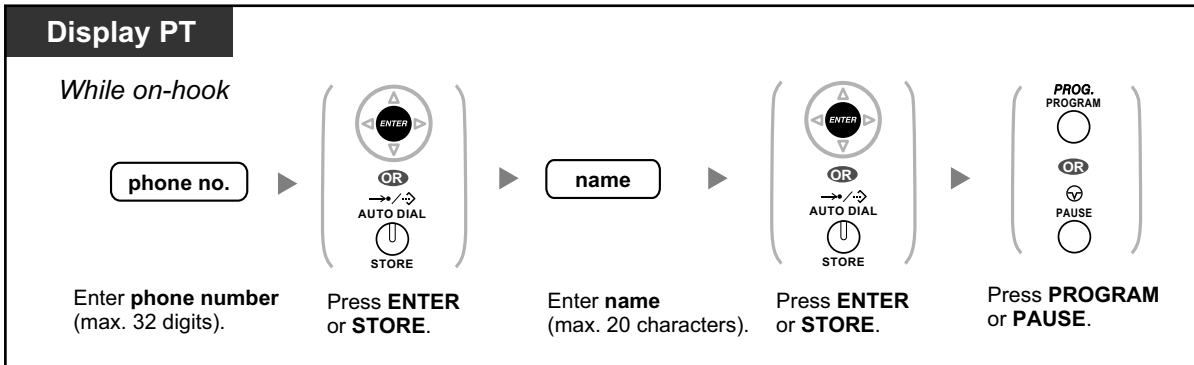 Display PT
While on-hook
phone no.
ENTER
OR
AUTO DIAL
STORE
name
ENTER
OR
AUTO DIAL
STORE
PROG.
PROGRAM
OR
PAUSE
Enter phone number
(max. 32 digits).
Press ENTER
or STORE.
Enter name
(max. 20 characters).
Press ENTER
or STORE.
Press PROGRAM
or PAUSE.